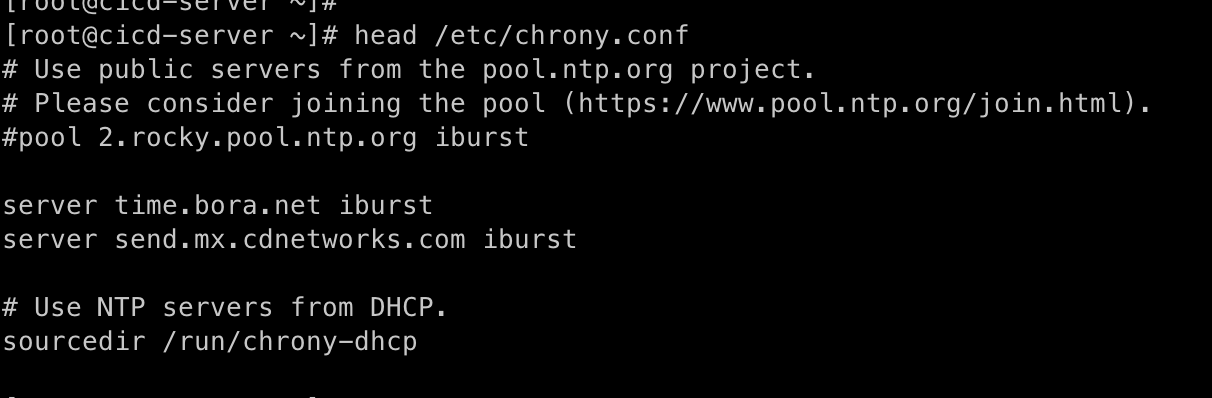 [root@cicd-server ~]#
[root@cicd-server ~]# head /etc/chrony.conf
# Use public servers from the pool.ntp.org project.
# Please consider joining the pool (https://www.pool.ntp.org/join.html).
#pool 2.rocky.pool.ntp.org iburst
server time.bora.net iburst
server send.mx.cdnetworks.com iburst
# Use NTP servers from DHCP.
sourcedir /run/chrony-dhcp